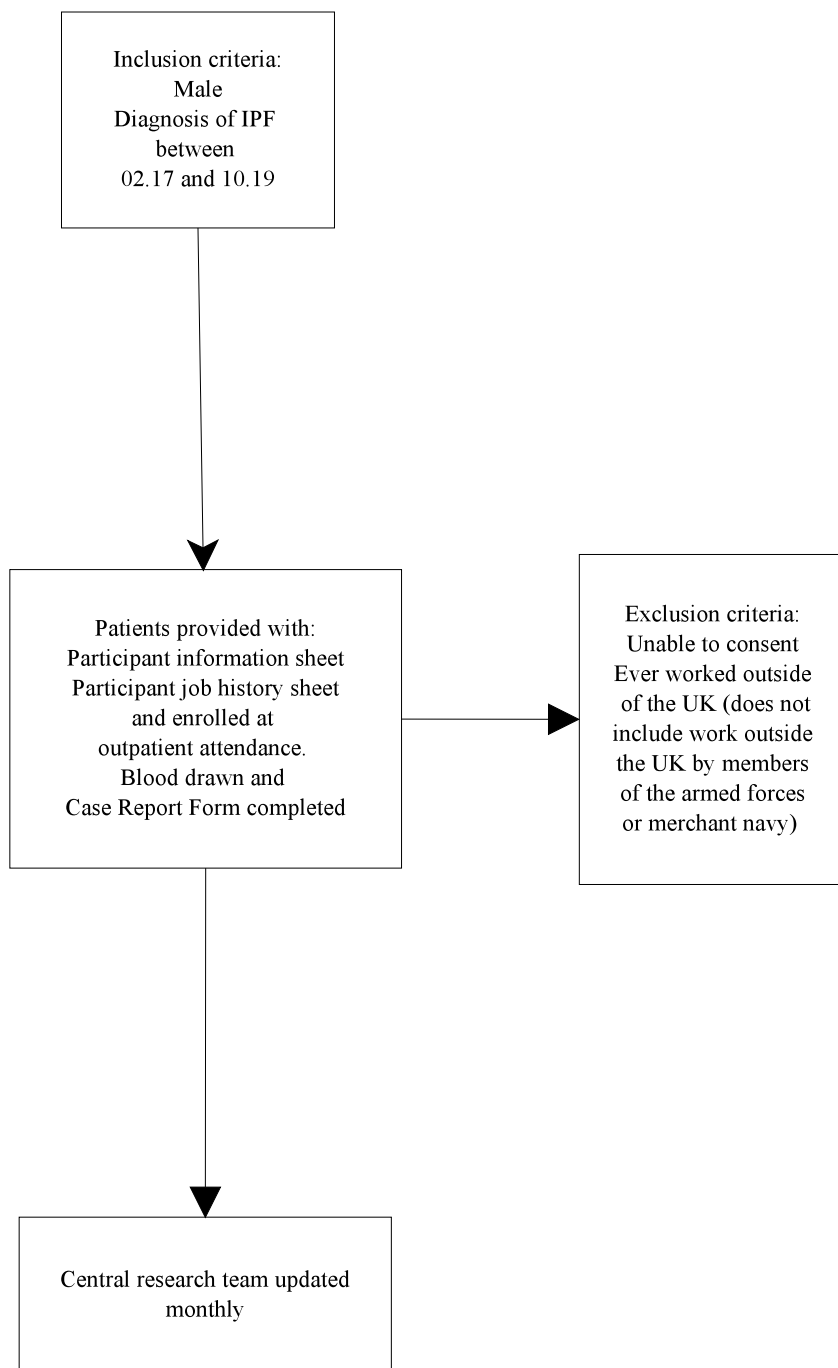 Inclusion criteria:
Male
Diagnosis of IPF
between
02.17 and 10.19
Patients provided with:
Participant information sheet
Participant job history sheet
and enrolled at
outpatient attendance.
Blood drawn and
Case Report Form completed
Exclusion criteria:
Unable to consent
Ever worked outside
of the UK (does not
include work outside
the UK by members
of the armed forces
or merchant navy)
Central research team updated
monthly